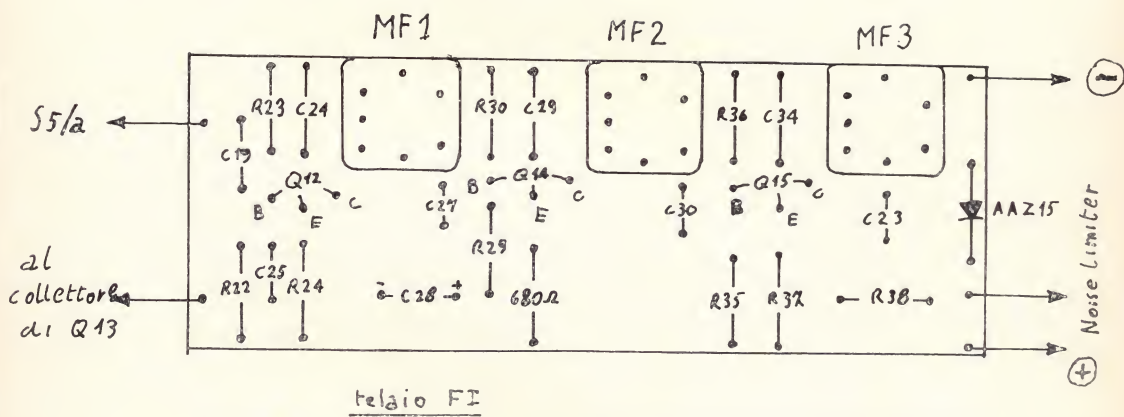 MF1 MF2 MF3
S5/a
R23 C24 R30 C29 R36 C34
C19
Q12 Q14 Q15
B E C B E C B E C
C27 C30 C23
AAZ15
al
collettore
di Q13
R22 C25 R24
- C28 +
R29
680Ω
R35 R37 R38
-
Noise Limiter
+
telaio FI